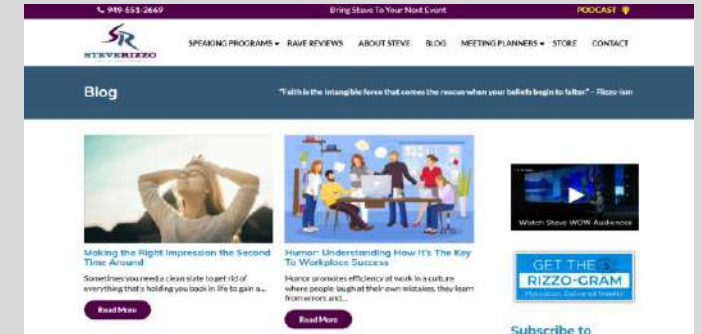 949-551-2669
Bring Steve To Your Next Event
PODCAST
SR
STEVERIZZO
SPEAKING PROGRAMS
RAVE REVIEWS
ABOUT STEVE
BLOG
MEETING PLANNERS
STORE
CONTACT
Blog
"Faith is the intangible force that comes the rescue when your beliefs begin to falter." – Rizzo-ism
Making the Right Impression the Second
Time Around
Sometimes you need a clean slate to get rid of
everything that's holding you back in life to gain a...
Read More
Humor: Understanding How It's The Key
To Workplace Success
Humor promotes efficiency at work in a culture
where people laugh at their own mistakes, they learn
from errors and...
Read More
Watch Steve WOW Audiences
GET THE
RIZZO-GRAM
Motivation Delivered
Subscribe to